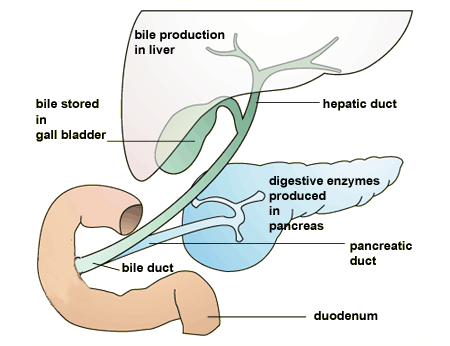 bile production
in liver
bile stored
in
gall bladder
hepatic duct
digestive enzymes
produced
in
pancreas
pancreatic
duct
bile duct
duodenum